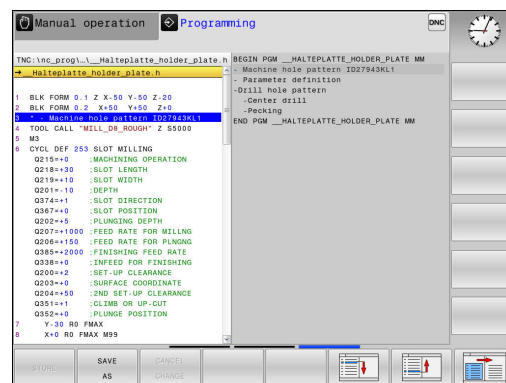 Manual operation
Programming
DNC
TNC:\nc_prog\…\__Halteplatte_holder_plate.h
→__Halteplatte_holder_plate.h
1 BLK FORM 0.1 Z X-50 Y-50 Z-20
2 BLK FORM 0.2 X+50 Y+50 Z+0
3 * - Machine hole pattern ID27943KL1
4 TOOL CALL "MILL_D8_ROUGH" Z S5000
5 M3
6 CYCL DEF 253 SLOT MILLING
Q215=+0 ;MACHINING OPERATION
Q218=+30 ;SLOT LENGTH
Q219=+10 ;SLOT WIDTH
Q201=-10 ;DEPTH
Q374=+1 ;SLOT DIRECTION
Q367=+0 ;SLOT POSITION
Q202=+5 ;PLUNGING DEPTH
Q207=+1000 ;FEED RATE FOR MILLNG
Q206=+150 ;FEED RATE FOR PLNGNG
Q385=+2000 ;FINISHING FEED RATE
Q338=+0 ;INFEED FOR FINISHING
Q200=+2 ;SET-UP CLEARANCE
Q203=+0 ;SURFACE COORDINATE
Q204=+50 ;2ND SET-UP CLEARANCE
Q351=+1 ;CLIMB OR UP-CUT
Q352=+0 ;PLUNGE POSITION
7 Y-30 R0 FMAX
8 X+0 R0 FMAX M99
BEGIN PGM __HALTEPLATTE_HOLDER_PLATE MM
- Machine hole pattern ID27943KL1
- Parameter definition
-Drill hole pattern
-Center drill
-Pecking
END PGM __HALTEPLATTE_HOLDER_PLATE MM
STORE
SAVE
AS
CANCEL
CHANGE